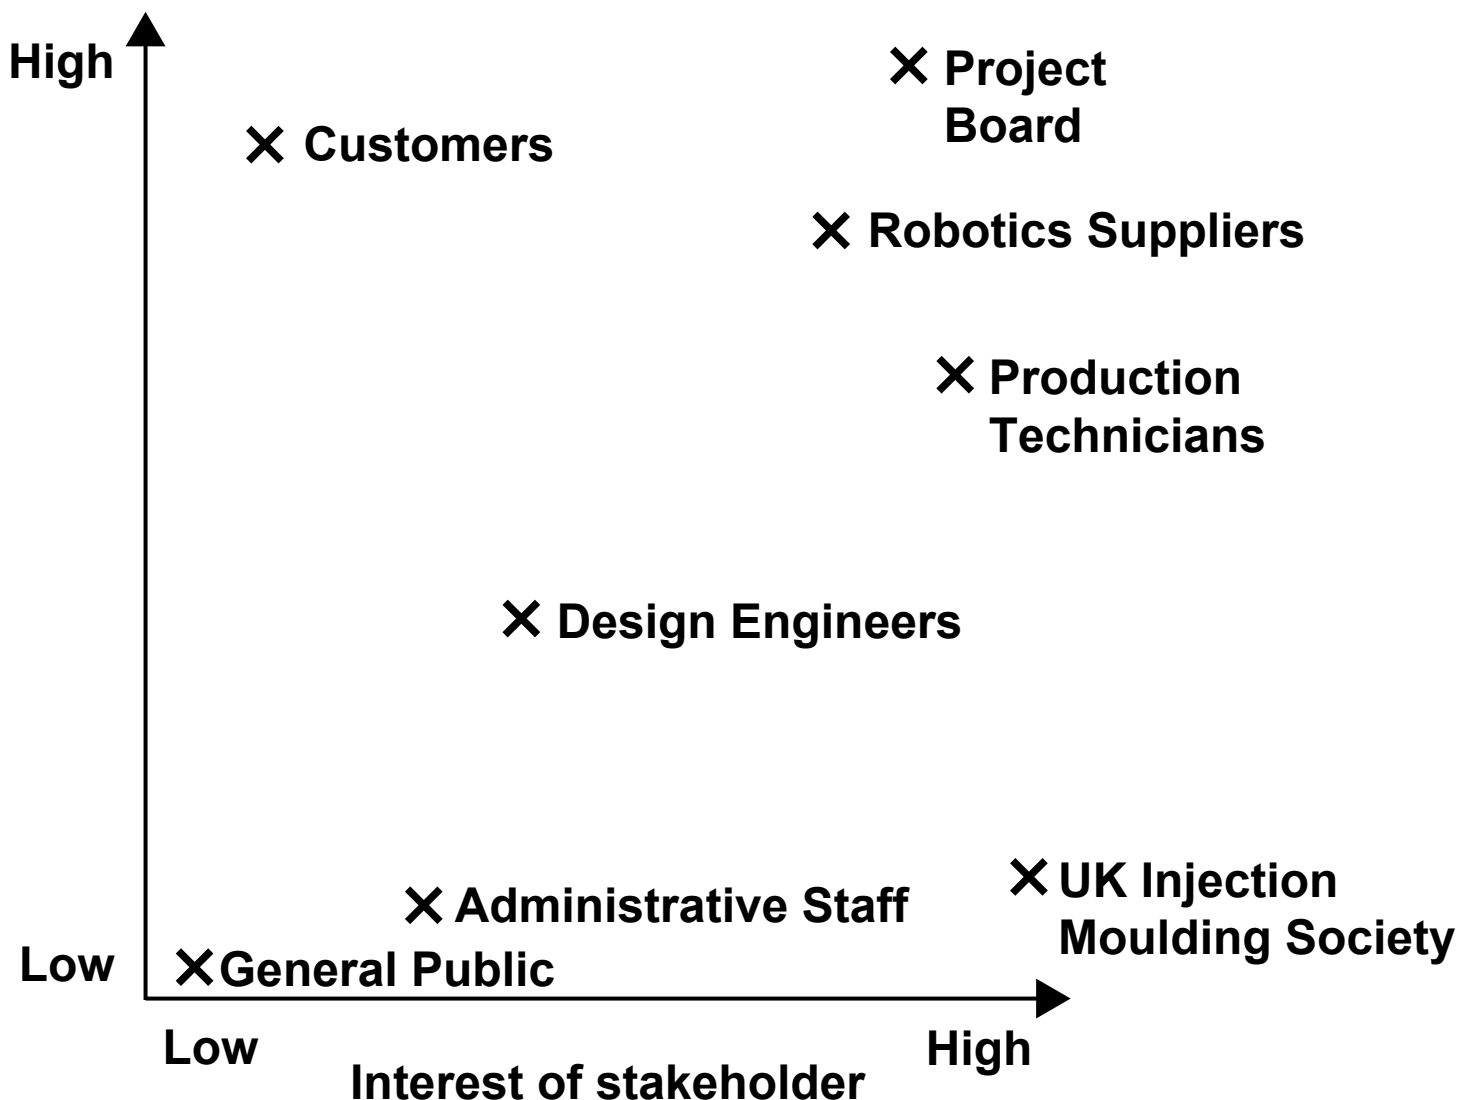 High
Project
Board
Customers
Robotics Suppliers
Production
Technicians
Design Engineers
UK Injection
Moulding Society
Administrative Staff
Low
General Public
Low
High
Interest of stakeholder